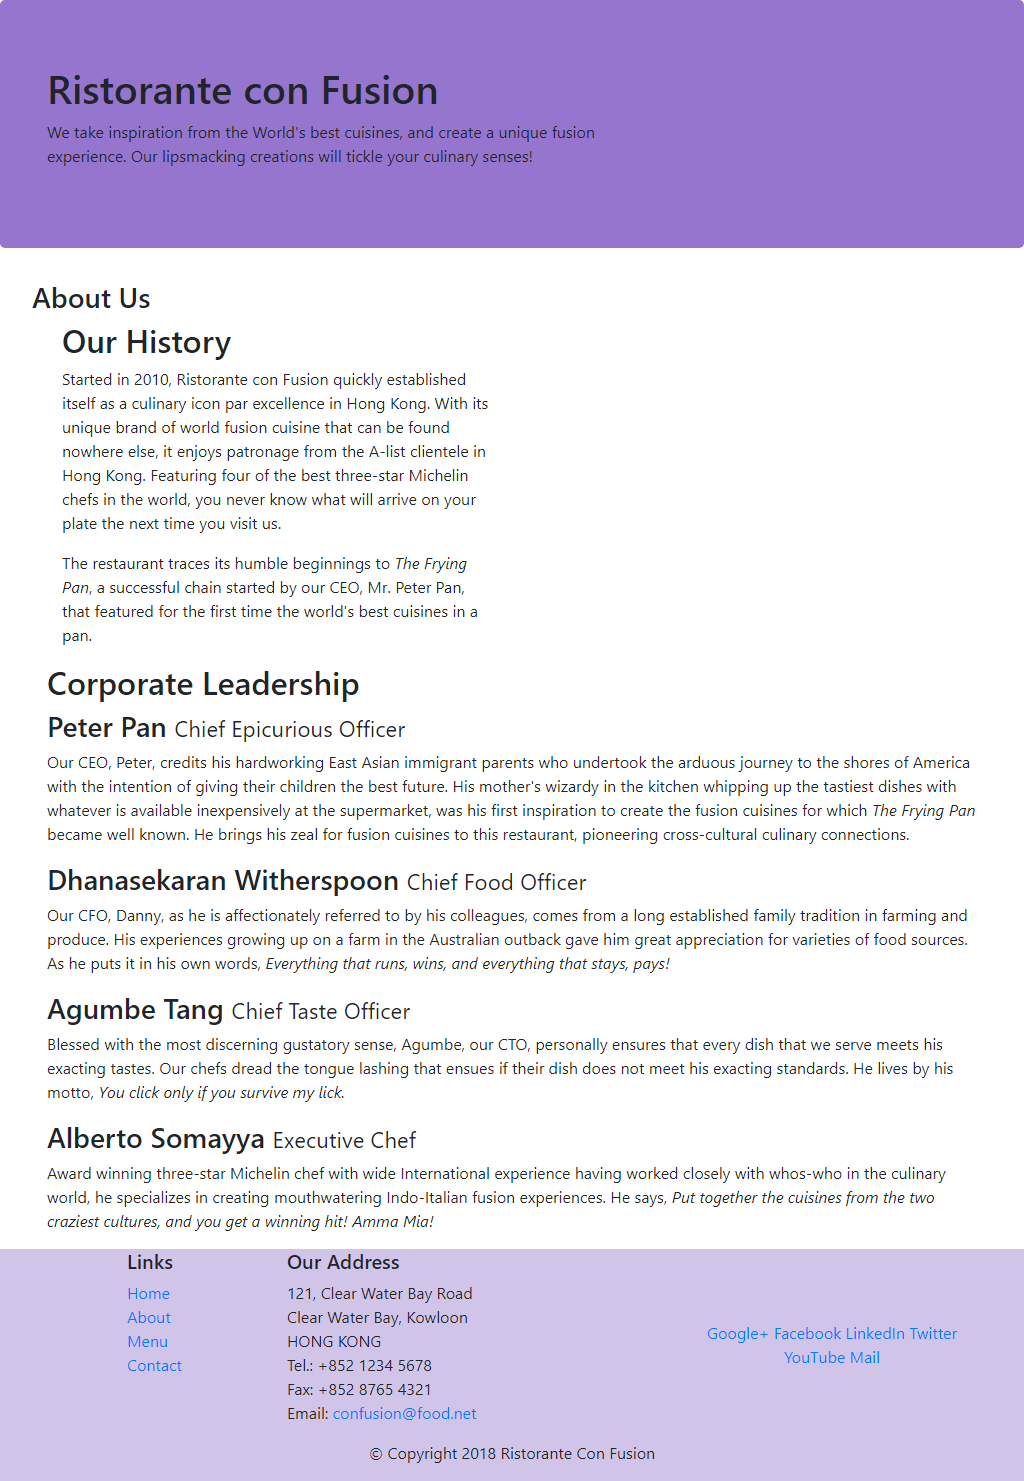 Ristorante con Fusion
We take inspiration from the World's best cuisines, and create a unique fusion
experience. Our lipsmacking creations will tickle your culinary senses!
About Us
Our History
Started in 2010, Ristorante con Fusion quickly established
itself as a culinary icon par excellence in Hong Kong. With its
unique brand of world fusion cuisine that can be found
nowhere else, it enjoys patronage from the A-list clientele in
Hong Kong. Featuring four of the best three-star Michelin
chefs in the world, you never know what will arrive on your
plate the next time you visit us.
The restaurant traces its humble beginnings to The Frying
Pan, a successful chain started by our CEO, Mr. Peter Pan,
that featured for the first time the world's best cuisines in a
pan.
Corporate Leadership
Peter Pan Chief Epicurious Officer
Our CEO, Peter, credits his hardworking East Asian immigrant parents who undertook the arduous journey to the shores of America
with the intention of giving their children the best future. His mother's wizardy in the kitchen whipping up the tastiest dishes with
whatever is available inexpensively at the supermarket, was his first inspiration to create the fusion cuisines for which The Frying Pan
became well known. He brings his zeal for fusion cuisines to this restaurant, pioneering cross-cultural culinary connections.
Dhanasekaran Witherspoon Chief Food Officer
Our CFO, Danny, as he is affectionately referred to by his colleagues, comes from a long established family tradition in farming and
produce. His experiences growing up on a farm in the Australian outback gave him great appreciation for varieties of food sources.
As he puts it in his own words, Everything that runs, wins, and everything that stays, pays!
Agumbe Tang Chief Taste Officer
Blessed with the most discerning gustatory sense, Agumbe, our CTO, personally ensures that every dish that we serve meets his
exacting tastes. Our chefs dread the tongue lashing that ensues if their dish does not meet his exacting standards. He lives by his
motto, You click only if you survive my lick.
Alberto Somayya Executive Chef
Award winning three-star Michelin chef with wide International experience having worked closely with whos-who in the culinary
world, he specializes in creating mouthwatering Indo-Italian fusion experiences. He says, Put together the cuisines from the two
craziest cultures, and you get a winning hit! Amma Mia!
Links
Home
About
Menu
Contact
Our Address
121, Clear Water Bay Road
Clear Water Bay, Kowloon
HONG KONG
Tel.: +852 1234 5678
Fax: +852 8765 4321
Email: confusion@food.net
Google+ Facebook LinkedIn Twitter
YouTube Mail
© Copyright 2018 Ristorante Con Fusion